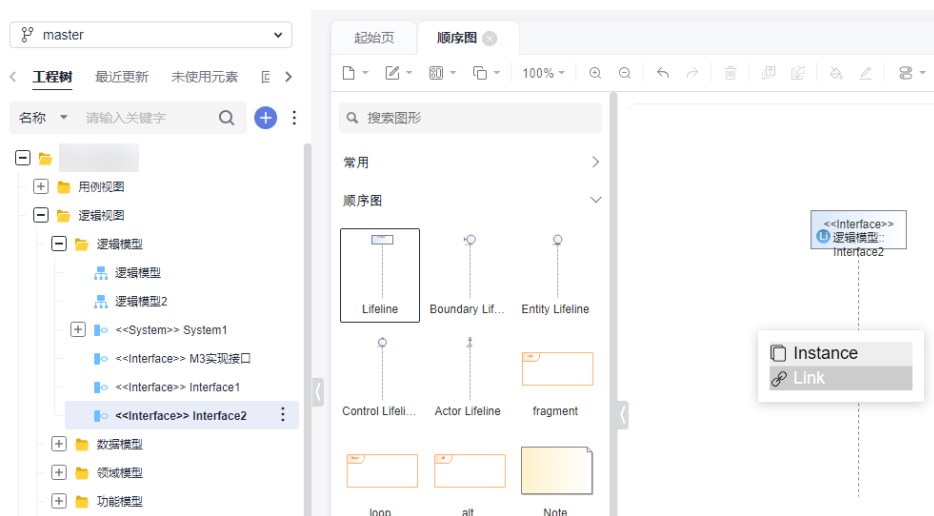 master
工程树
最近更新
未使用元素
名称
请输入关键字
用例视图
逻辑视图
逻辑模型
逻辑模型
逻辑模型2
<<System>> System1
<<Interface>> M3实现接口
<<Interface>> Interface1
<<Interface>> Interface2
数据模型
领域模型
功能模型
起始页
顺序图
100%
搜索图形
常用
顺序图
Lifeline
Boundary Lif...
Entity Lifeline
Control Lifeli...
Actor Lifeline
fragment
loop
alt
Note
<<Interface>>
逻辑模型::
Interface2
Instance
Link